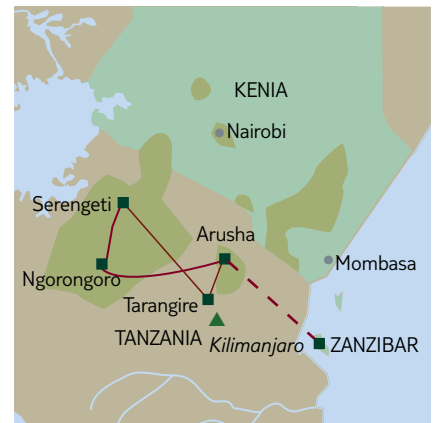 KENIA
Nairobi
Serengeti
Arusha
Mombasa
Ngorongoro
Tarangire
TANZANIA
Kilimanjaro
ZANZIBAR